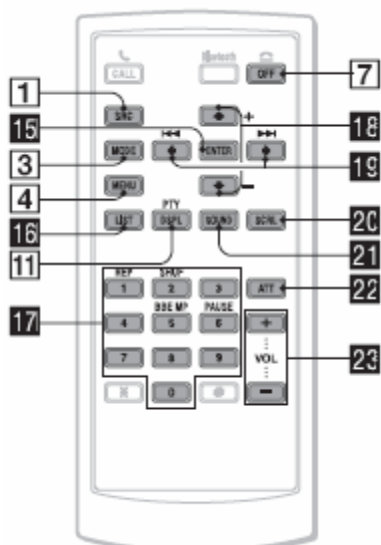 CALL
OFF
7
1
SRC
+
18
15
ENTER
19
3
MODE
4
MENU
–
PTY
16
LIST
DSPL
SOUND
SCRL
20
11
21
REP
SHUF
1
2
3
ATT
22
BBE MP
PAUSE
17
4
5
6
+
7
8
9
VOL
23
0
–